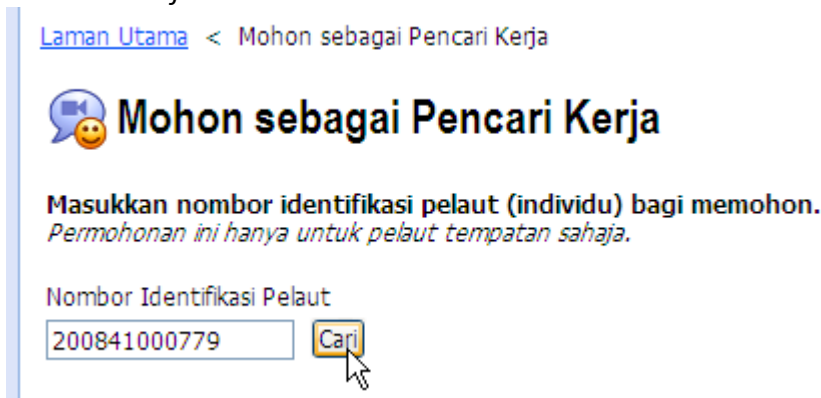 Laman Utama < Mohon sebagai Pencari Kerja
Mohon sebagai Pencari Kerja
Masukkan nombor identifikasi pelaut (individu) bagi memohon.
Permohonan ini hanya untuk pelaut tempatan sahaja.
Nombor Identifikasi Pelaut
200841000779 Cari